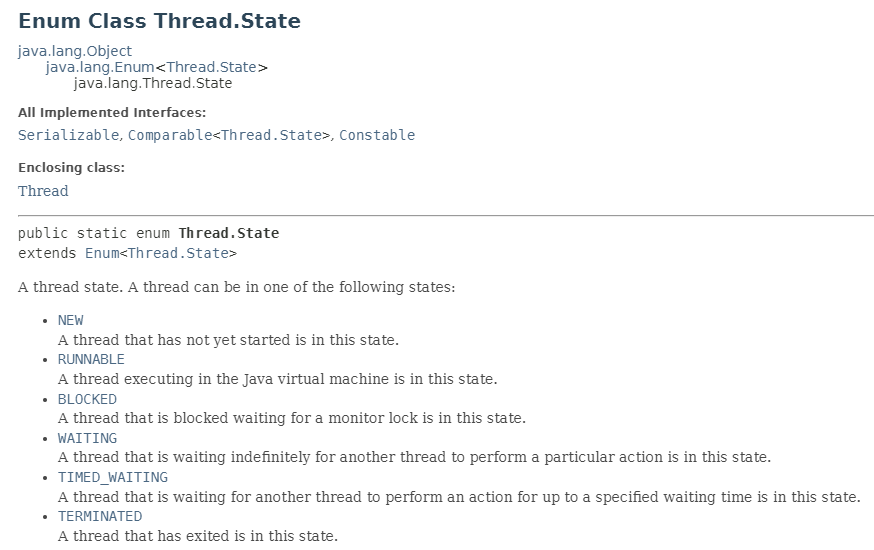 Enum Class Thread.State
java.lang.Object
java.lang.Enum<Thread.State>
java.lang.Thread.State
All Implemented Interfaces:
Serializable, Comparable<Thread.State>, Constable
Enclosing class:
Thread
public static enum Thread.State
extends Enum<Thread.State>
A thread state. A thread can be in one of the following states:
• NEW
A thread that has not yet started is in this state.
• RUNNABLE
A thread executing in the Java virtual machine is in this state.
• BLOCKED
A thread that is blocked waiting for a monitor lock is in this state.
• WAITING
A thread that is waiting indefinitely for another thread to perform a particular action is in this state.
• TIMED_WAITING
A thread that is waiting for another thread to perform an action for up to a specified waiting time is in this state.
• TERMINATED
A thread that has exited is in this state.